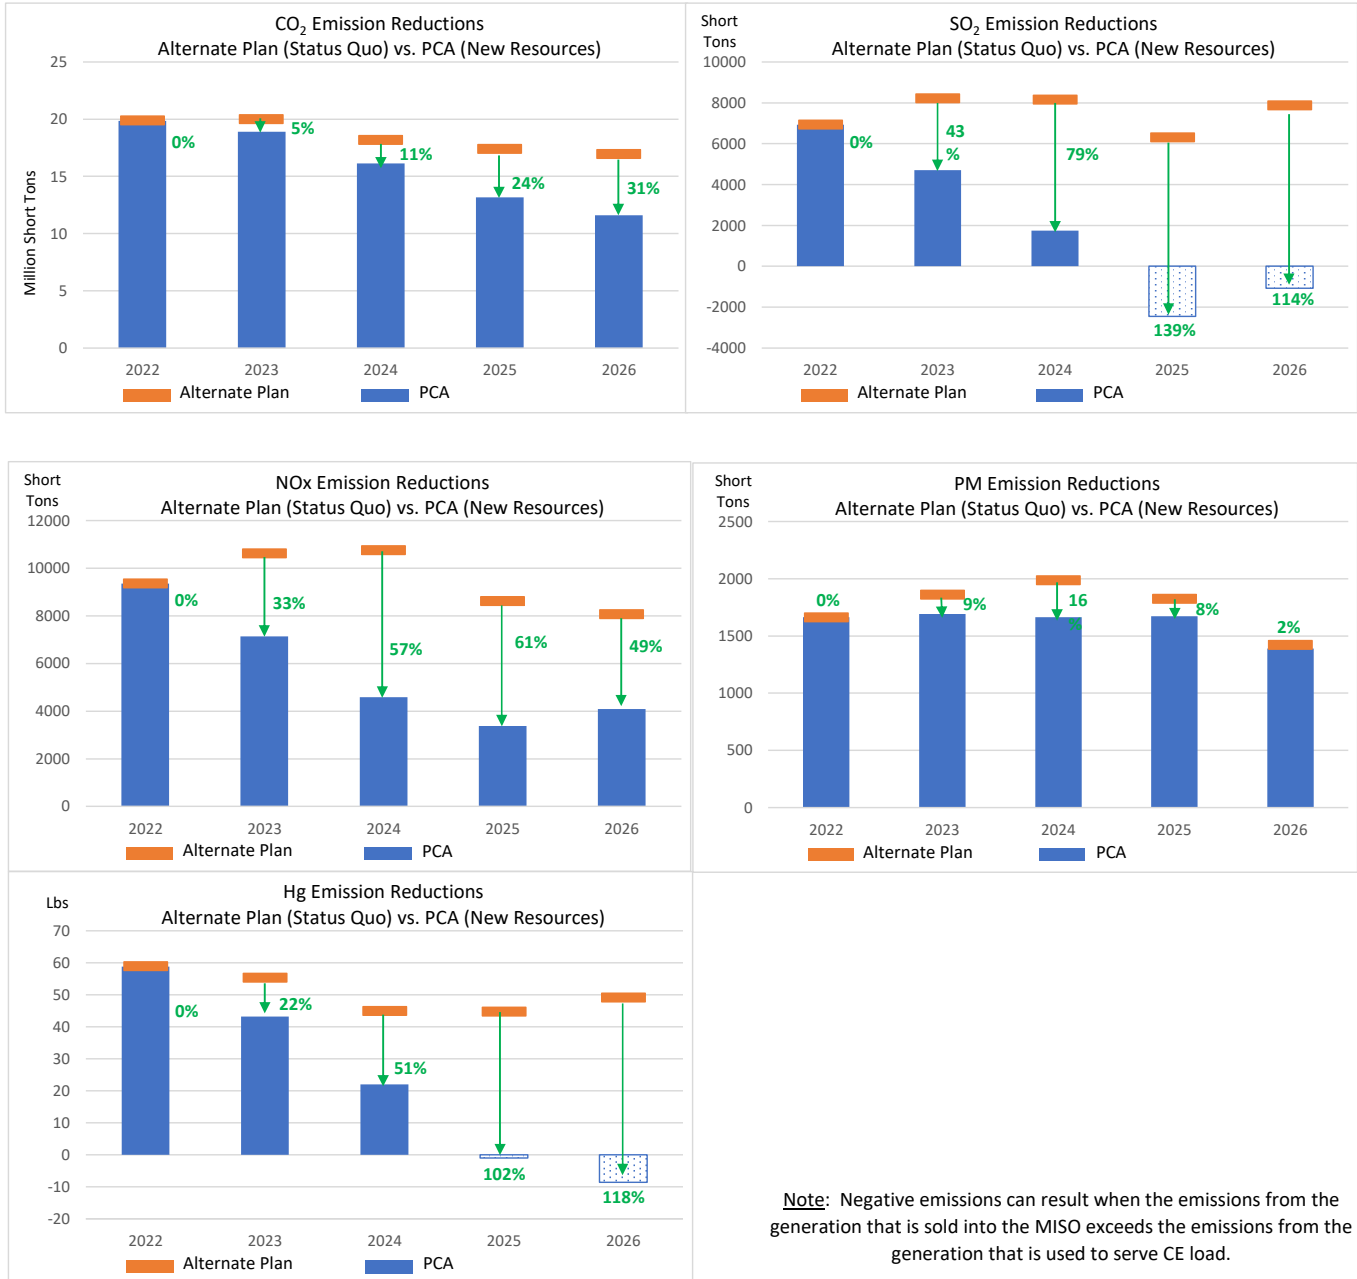 CO2 Emission Reductions
Alternate Plan (Status Quo) vs. PCA (New Resources)
Million Short Tons
25
20
15
10
5
0
0%
5%
11%
24%
31%
2022
2023
2024
2025
2026
Alternate Plan
PCA
Short
Tons
SO2 Emission Reductions
Alternate Plan (Status Quo) vs. PCA (New Resources)
10000
8000
6000
4000
2000
0
-2000
-4000
0%
43
%
79%
139%
114%
2022
2023
2024
2025
2026
Alternate Plan
PCA
Short
Tons
NOx Emission Reductions
Alternate Plan (Status Quo) vs. PCA (New Resources)
12000
10000
8000
6000
4000
2000
0
0%
33%
57%
61%
49%
2022
2023
2024
2025
2026
Alternate Plan
PCA
Short
Tons
PM Emission Reductions
Alternate Plan (Status Quo) vs. PCA (New Resources)
2500
2000
1500
1000
500
0
0%
9%
16
%
8%
2%
2022
2023
2024
2025
2026
Alternate Plan
PCA
Lbs
Hg Emission Reductions
Alternate Plan (Status Quo) vs. PCA (New Resources)
70
60
50
40
30
20
10
0
-10
-20
0%
22%
51%
102%
118%
2022
2023
2024
2025
2026
Alternate Plan
PCA
Note: Negative emissions can result when the emissions from the
generation that is sold into the MISO exceeds the emissions from the
generation that is used to serve CE load.